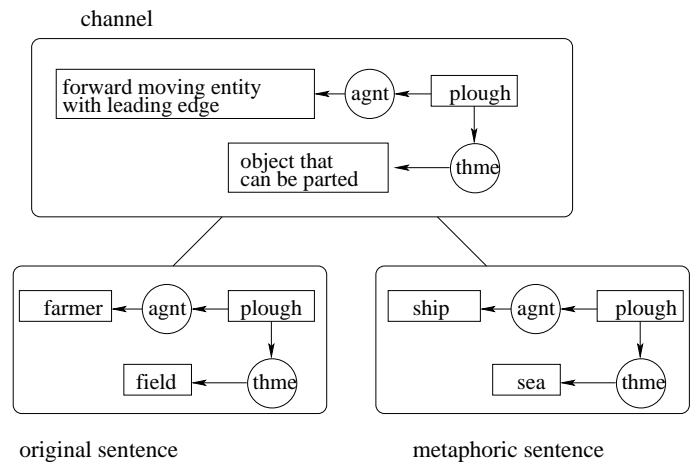 channel
forward moving entity
with leading edge
agnt
plough
object that
can be parted
thme
farmer
agnt
plough
field
thme
ship
agnt
plough
sea
thme
original sentence
metaphoric sentence